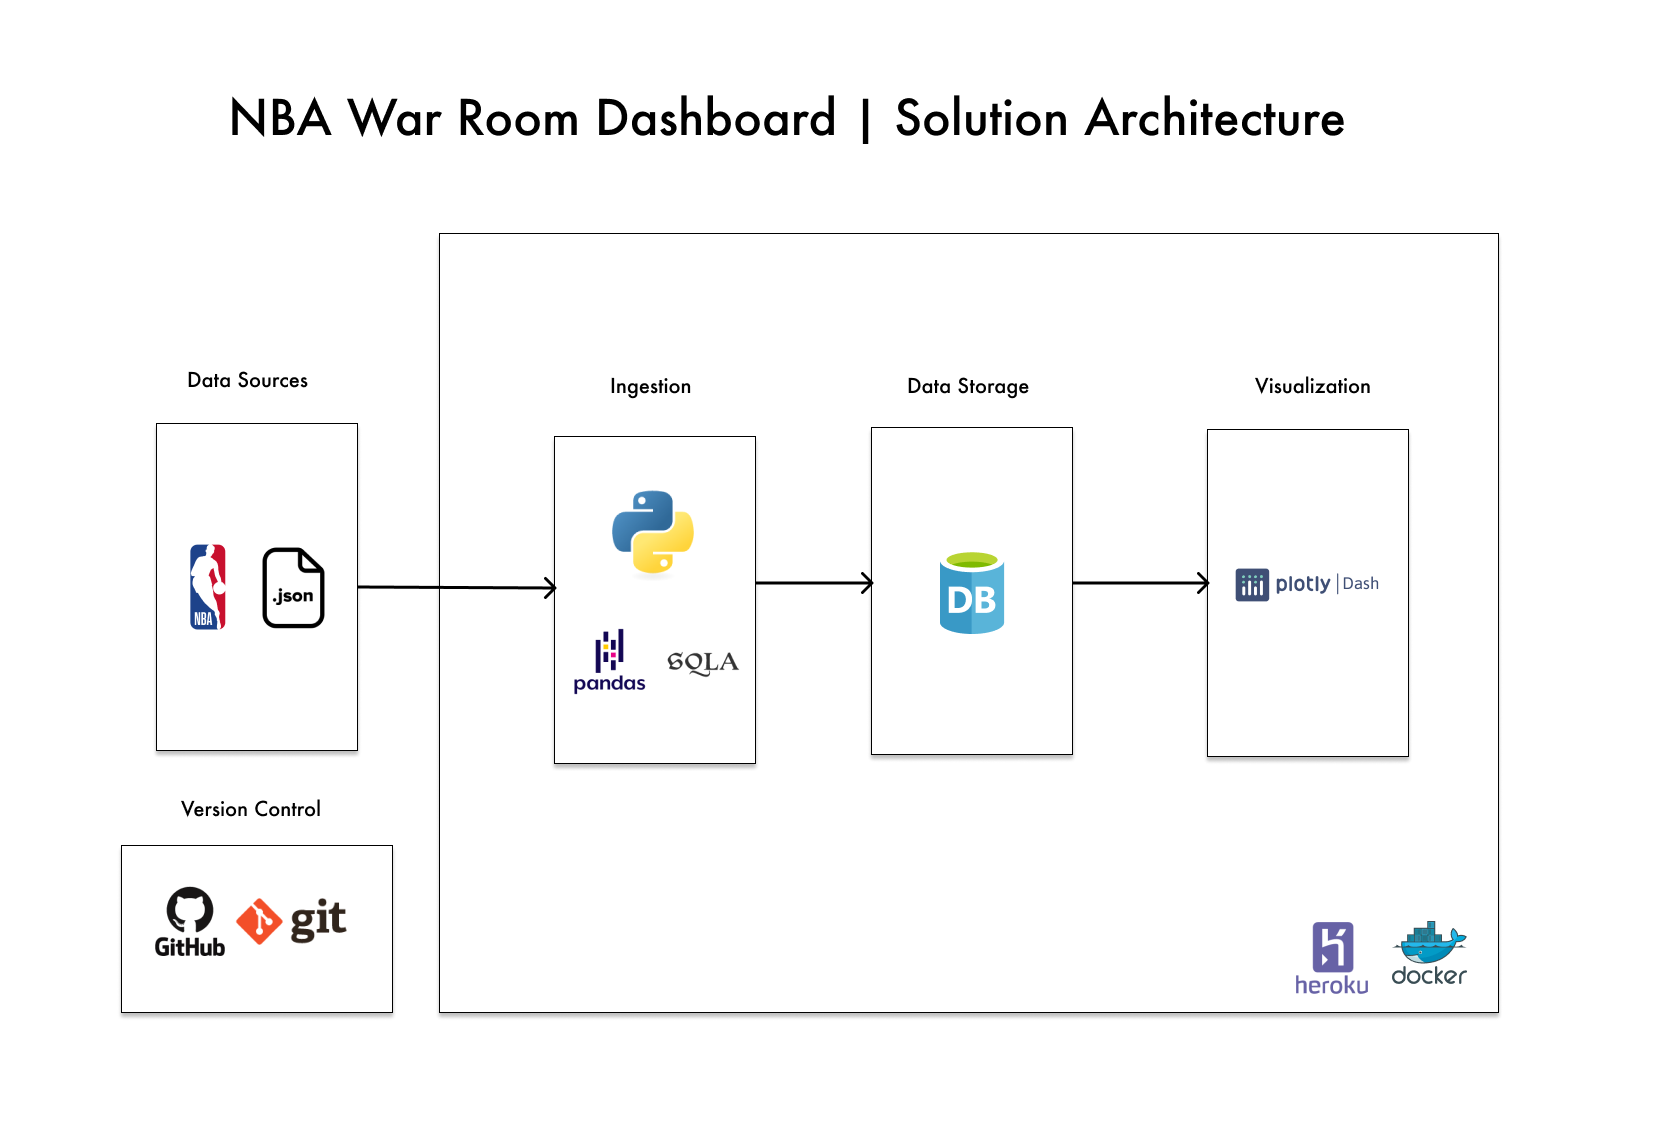 NBA War Room Dashboard | Solution Architecture
Data Sources
Ingestion
Data Storage
Visualization
NBA
.json
pandas
SQLA
DB
plotly | Dash
Version Control
GitHub
git
heroku
docker